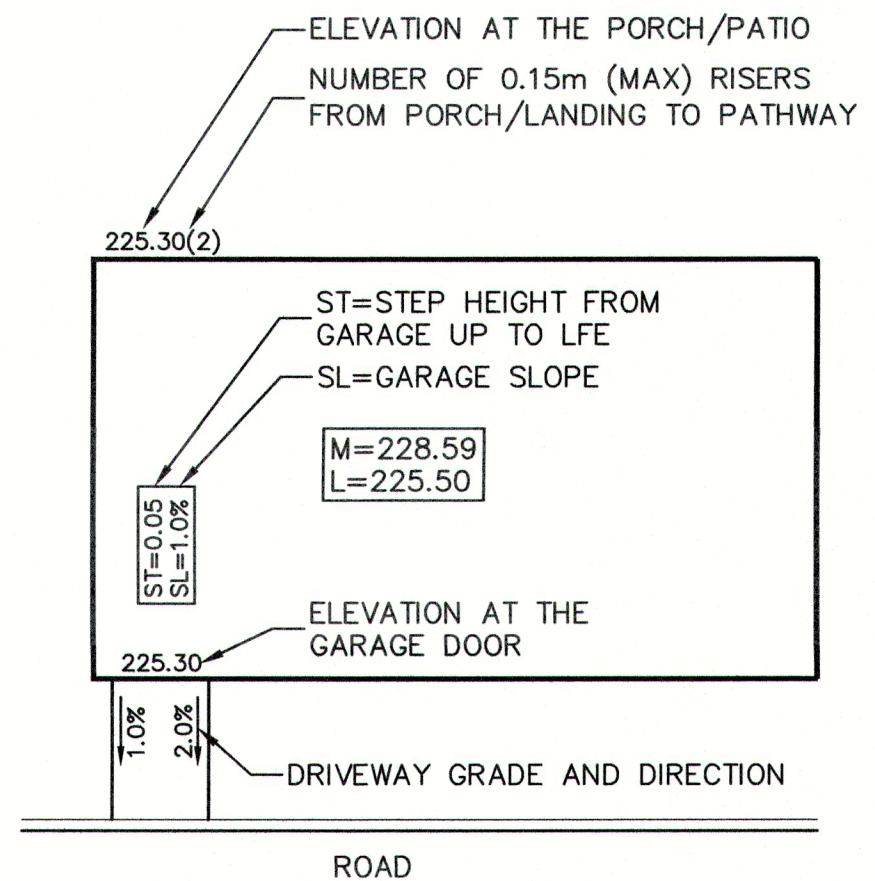 ELEVATION AT THE PORCH/PATIO
NUMBER OF 0.15m (MAX) RISERS
FROM PORCH/LANDING TO PATHWAY
225.30(2)
ST=STEP HEIGHT FROM
GARAGE UP TO LFE
SL=GARAGE SLOPE
M=228.59
L=225.50
ST=0.05
SL=1.0%
ELEVATION AT THE
GARAGE DOOR
225.30
1.0%
2.0%
DRIVEWAY GRADE AND DIRECTION
ROAD